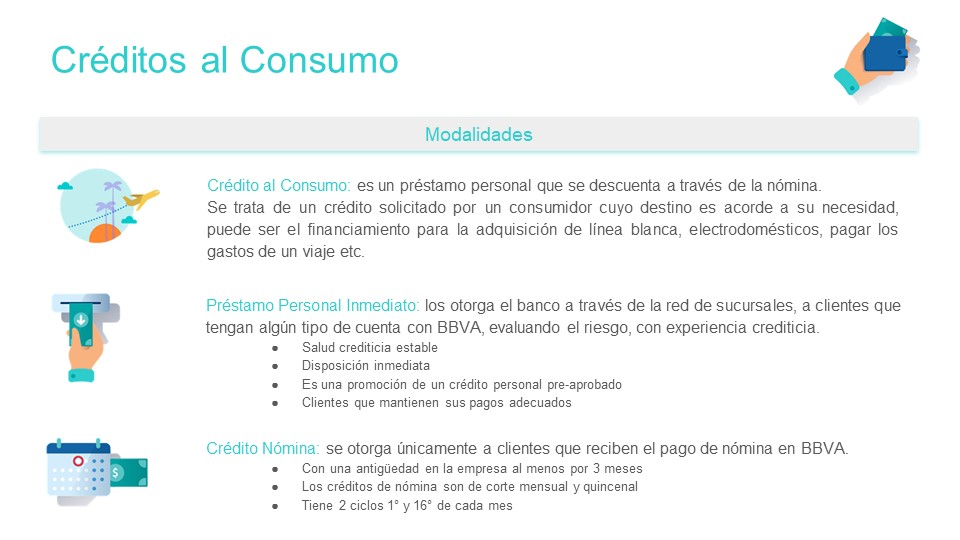 Créditos al Consumo
Modalidades
Crédito al Consumo: es un préstamo personal que se descuenta a través de la nómina.
Se trata de un crédito solicitado por un consumidor cuyo destino es acorde a su necesidad,
puede ser el financiamiento para la adquisición de línea blanca, electrodomésticos, pagar los
gastos de un viaje etc.
Préstamo Personal Inmediato: los otorga el banco a través de la red de sucursales, a clientes que
tengan algún tipo de cuenta con BBVA, evaluando el riesgo, con experiencia crediticia.
● Salud crediticia estable
● Disposición inmediata
● Es una promoción de un crédito personal pre-aprobado
● Clientes que mantienen sus pagos adecuados
$
Crédito Nómina: se otorga únicamente a clientes que reciben el pago de nómina en BBVA.
● Con una antigüedad en la empresa al menos por 3 meses
● Los créditos de nómina son de corte mensual y quincenal
● Tiene 2 ciclos 1° y 16° de cada mes